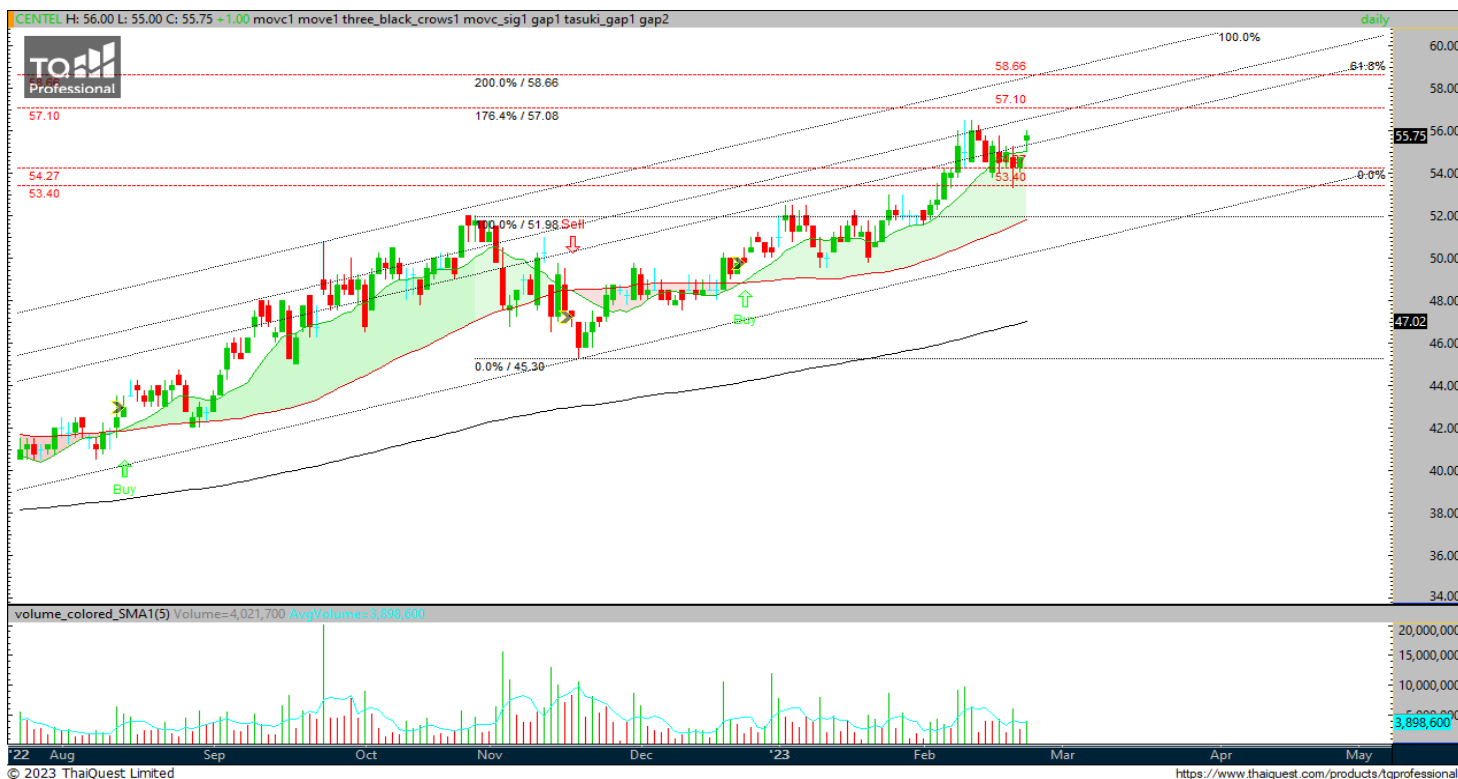 CENTEL H: 56.00 L: 55.00 C: 55.75 +1.00 movc1 move1 three_black_crows1 movc_sig1 gap1 tasuki_gap1 gap2
daily
TQ
Professional
100.0%
60.00
58.66
61.8%
200.0% / 58.66
58.00
57.10
57.10
176.4% / 57.08
56.00
55.75
54.27
54.00
53.40
53.40
0.0%
52.00
100.0% / 51.98
Sell
50.00
48.00
Buy
47.02
46.00
0.0% / 45.30
44.00
42.00
40.00
Buy
38.00
36.00
34.00
volume_colored_SMA1(5) Volume=4,021,700 AvgVolume=3,898,600
20,000,000
15,000,000
10,000,000
3,898,600
'22 Aug Sep Oct Nov Dec '23 Feb Mar Apr May
© 2023 ThaiQuest Limited
https://www.thaiquest.com/products/tqprofessional